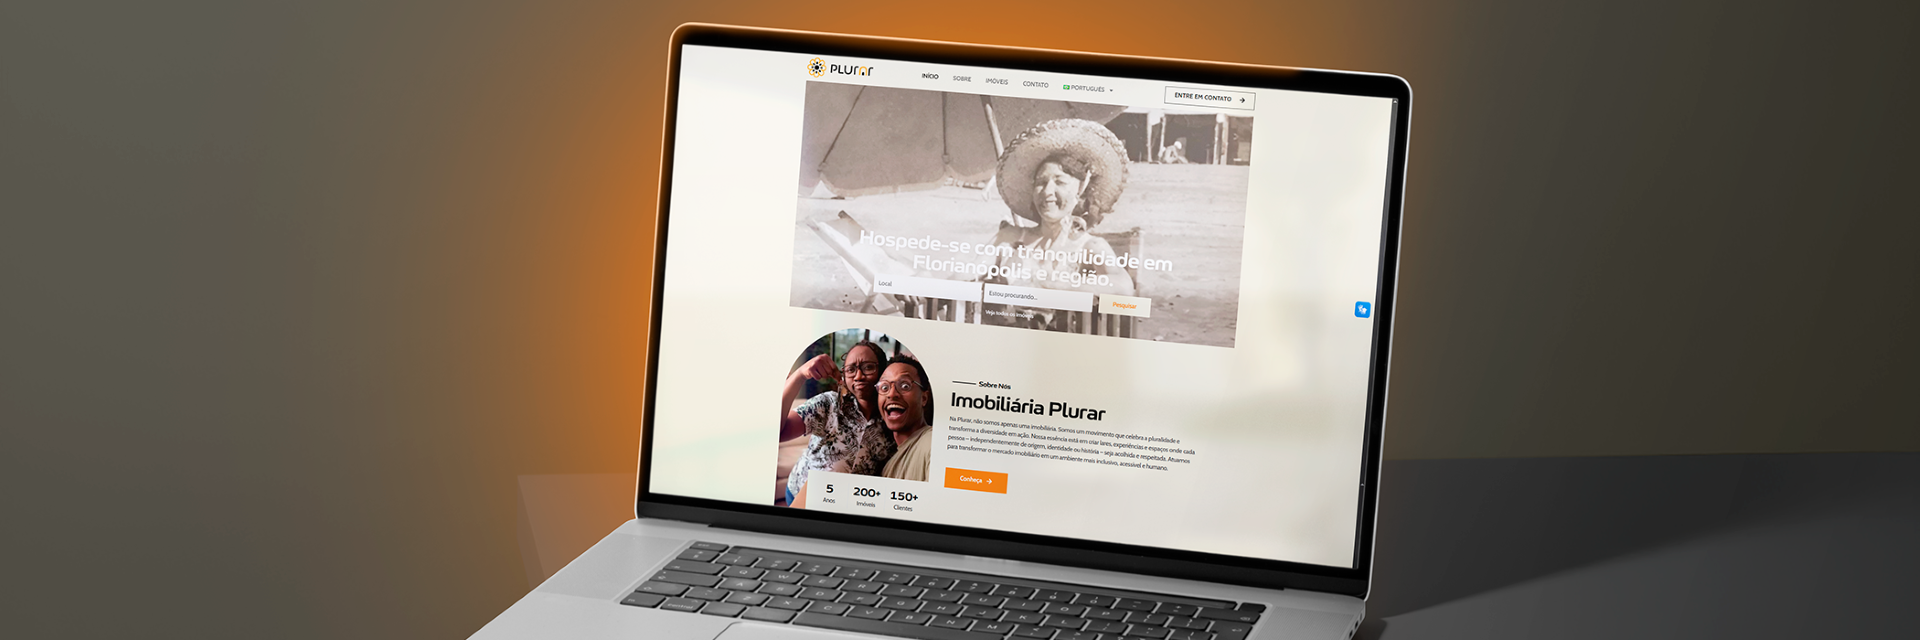 PLURAR
INÍCIO
SOBRE
IMÓVEIS
CONTATO
PORTUGUÊS
ENTRE EM CONTATO
Hospede-se com tranquilidade em
Florianópolis e região.
Local
Estou procurando...
Pesquisar
Veja todos os imóveis
Sobre Nós
Imobiliária Plurar
Na Plurar, não somos apenas uma imobiliária. Somos um movimento que celebra a pluralidade e
transforma a diversidade em ação. Nossa essência está em criar lares, experiências e espaços onde cada
pessoa – independentemente de origem, identidade ou história – seja acolhida e respeitada. Atuamos
para transformar o mercado imobiliário em um ambiente mais inclusivo, acessível e humano.
Conheça
5
Anos
200+
Imóveis
150+
Clientes